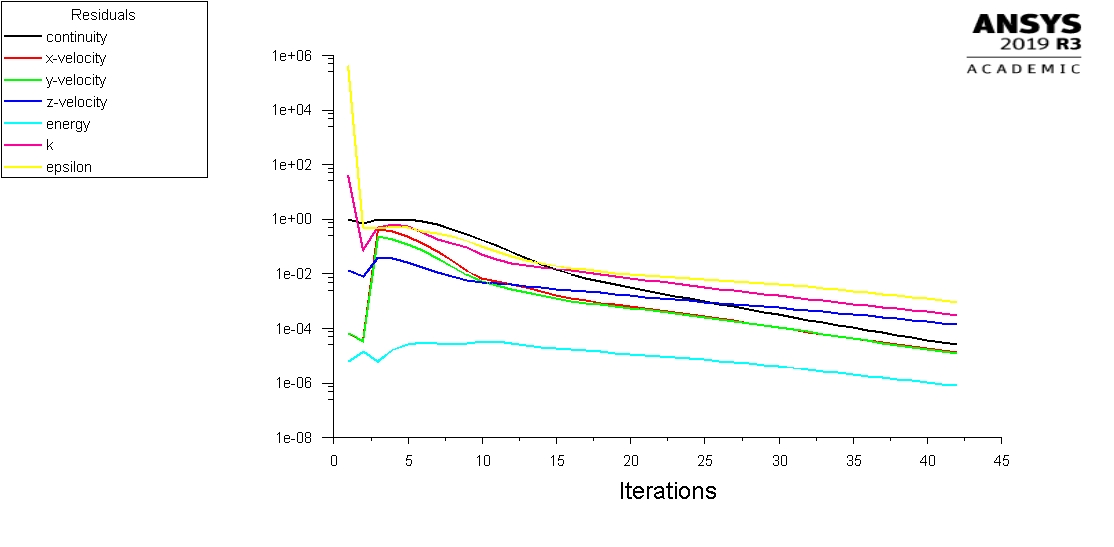 Residuals
continuity
x-velocity
y-velocity
z-velocity
energy
k
epsilon
ANSYS
2019 R3
ACADEMIC
1e+06
1e+04
1e+02
1e+00
1e-02
1e-04
1e-06
1e-08
0 5 10 15 20 25 30 35 40 45
Iterations